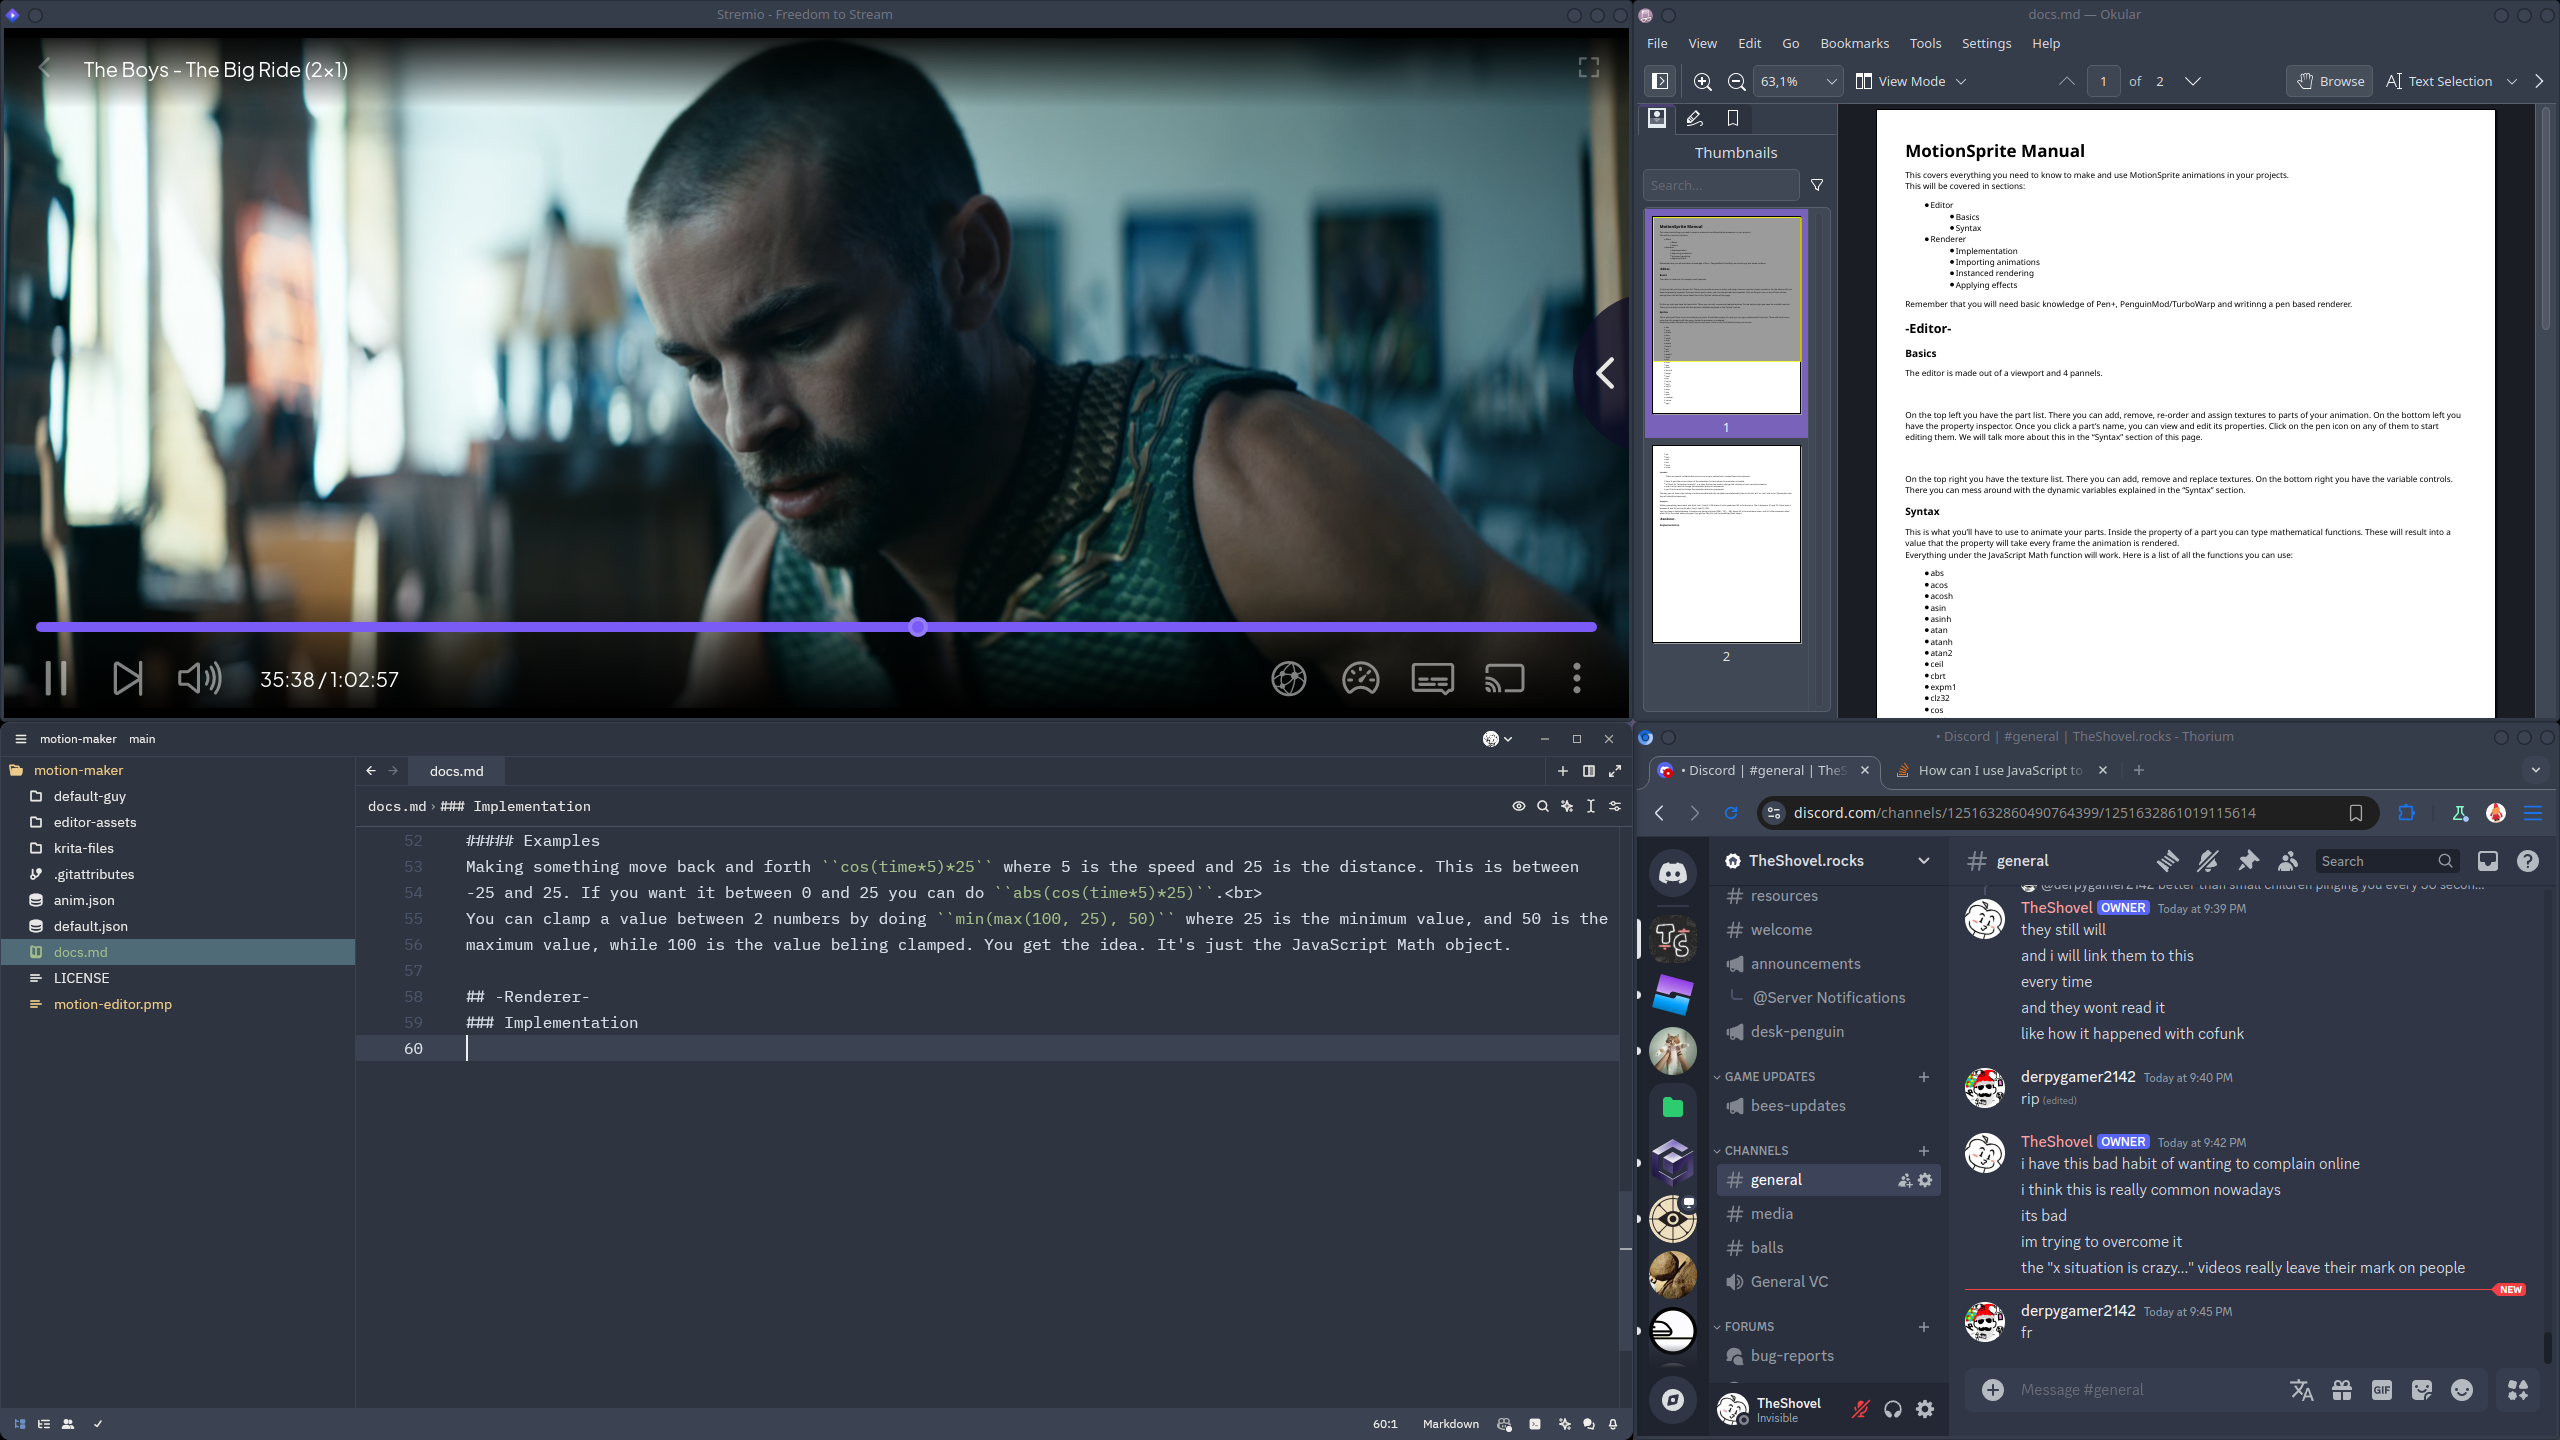 Stremio - Freedom to Stream
The Boys - The Big Ride (2x1)
35:38 / 1:02:57
docs.md — Okular
File View Edit Go Bookmarks Tools Settings Help
63,1%
View Mode
1 of 2
Browse
Text Selection
Thumbnails
Search...
1
2
MotionSprite Manual
This covers everything you need to know to make and use MotionSprite animations in your projects.
This will be covered in sections:
Editor
Basics
Syntax
Renderer
Implementation
Importing animations
Instanced rendering
Applying effects
Remember that you will need basic knowledge of Pen+, PenguinMod/TurboWarp and writinng a pen based renderer.
-Editor-
Basics
The editor is made out of a viewport and 4 pannels.
On the top left you have the part list. There you can add, remove, re-order and assign textures to parts of your animation. On the bottom left you
have the property inspector. Once you click a part's name, you can view and edit its properties. Click on the pen icon on any of them to start
editing them. We will talk more about this in the "Syntax" section of this page.
On the top right you have the texture list. There you can add, remove and replace textures. On the bottom right you have the variable controls.
There you can mess around with the dynamic variables explained in the "Syntax" section.
Syntax
This is what you'll have to use to animate your parts. Inside the property of a part you can type mathematical functions. These will result into a
value that the property will take every frame the animation is rendered.
Everything under the JavaScript Math function will work. Here is a list of all the functions you can use:
abs
acos
acosh
asin
asinh
atan
atanh
atan2
ceil
cbrt
expm1
clz32
cos
motion-maker main
motion-maker
default-guy
editor-assets
krita-files
.gitattributes
anim.json
default.json
docs.md
LICENSE
motion-editor.pmp
docs.md
docs.md › ### Implementation
52 ##### Examples
53 Making something move back and forth ``cos(time*5)*25`` where 5 is the speed and 25 is the distance. This is between
54 -25 and 25. If you want it between 0 and 25 you can do ``abs(cos(time*5)*25)``.<br>
55 You can clamp a value between 2 numbers by doing ``min(max(100, 25), 50)`` where 25 is the minimum value, and 50 is the
56 maximum value, while 100 is the value beling clamped. You get the idea. It's just the JavaScript Math object.
57
58 ## -Renderer-
59 ### Implementation
60
60:1 Markdown
• Discord | #general | TheShovel.rocks - Thorium
• Discord | #general | TheS
How can I use JavaScript to
discord.com/channels/1251632860490764399/1251632861019115614
TheShovel.rocks
resources
welcome
announcements
@Server Notifications
desk-penguin
GAME UPDATES
bees-updates
CHANNELS
general
media
balls
General VC
FORUMS
bug-reports
TheShovel
Invisible
general
Search
@derpygamer2142 better than small children pinging you every 30 secon...
TheShovel OWNER Today at 9:39 PM
they still will
and i will link them to this
every time
and they wont read it
like how it happened with cofunk
derpygamer2142 Today at 9:40 PM
rip (edited)
TheShovel OWNER Today at 9:42 PM
i have this bad habit of wanting to complain online
i think this is really common nowadays
its bad
im trying to overcome it
the "x situation is crazy..." videos really leave their mark on people
NEW
derpygamer2142 Today at 9:45 PM
fr
Message #general
GIF